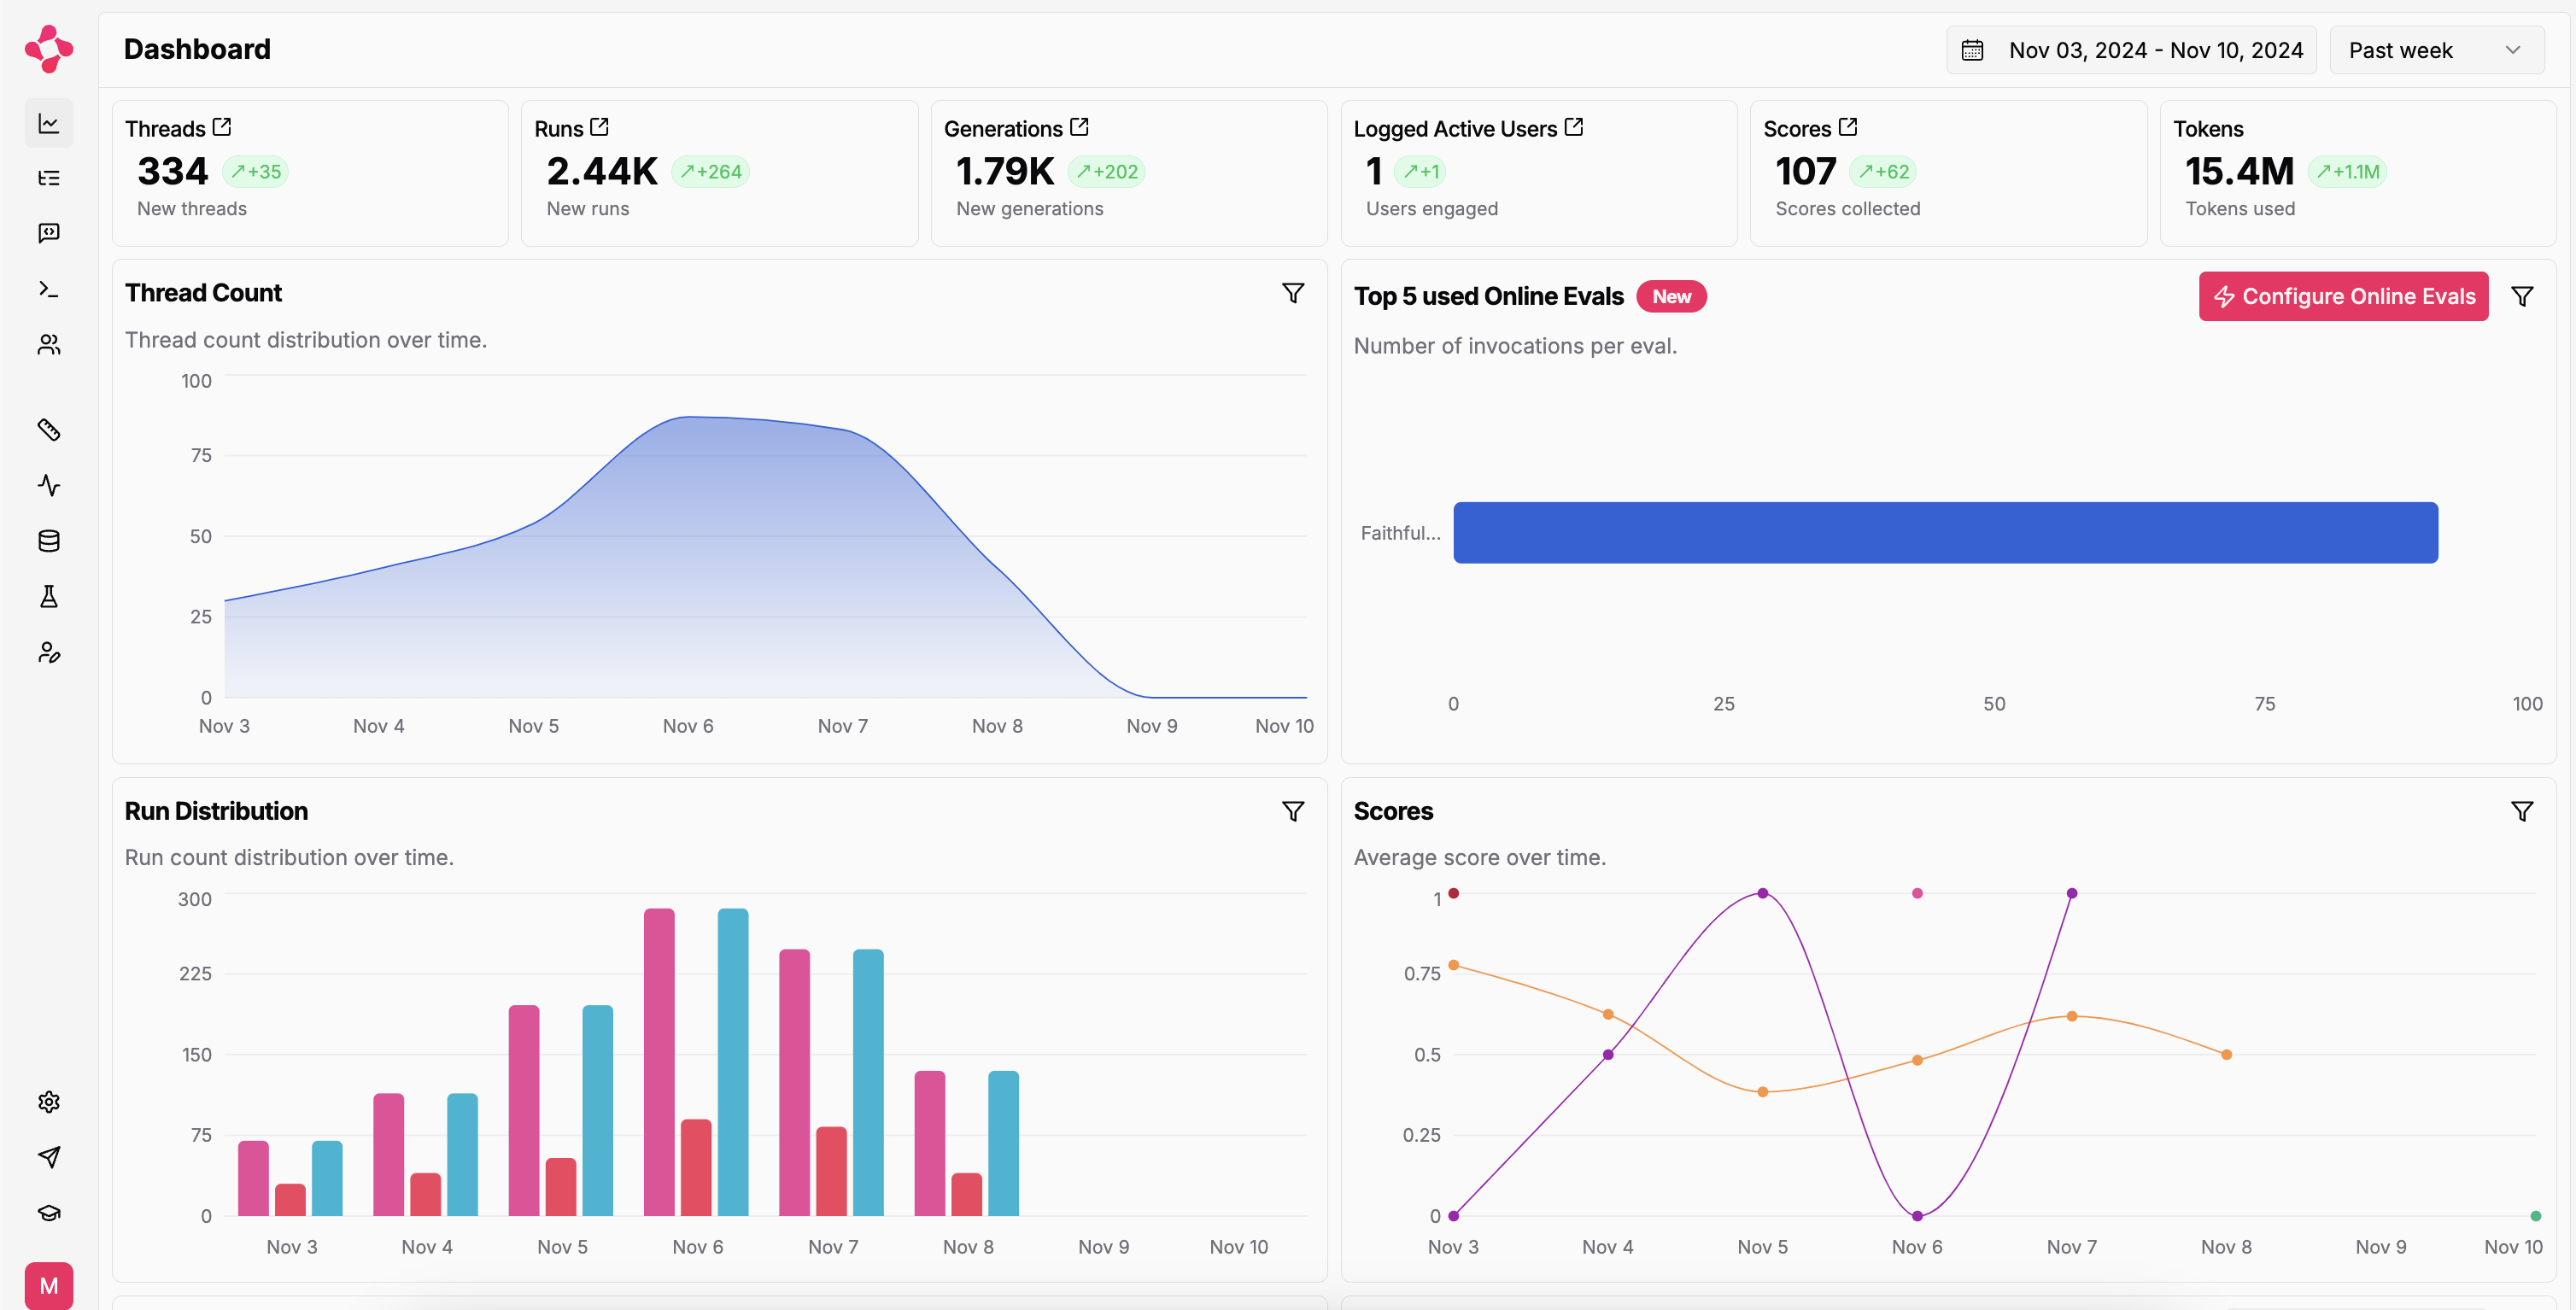 Dashboard
Nov 03, 2024 - Nov 10, 2024
Past week
Threads
334
+35
New threads
Runs
2.44K
+264
New runs
Generations
1.79K
+202
New generations
Logged Active Users
1
+1
Users engaged
Scores
107
+62
Scores collected
Tokens
15.4M
+1.1M
Tokens used
Thread Count
Thread count distribution over time.
100
75
50
25
0
Nov 3
Nov 4
Nov 5
Nov 6
Nov 7
Nov 8
Nov 9
Nov 10
Top 5 used Online Evals
New
Configure Online Evals
Number of invocations per eval.
Faithful...
0
25
50
75
100
Run Distribution
Run count distribution over time.
300
225
150
75
0
Nov 3
Nov 4
Nov 5
Nov 6
Nov 7
Nov 8
Nov 9
Nov 10
Scores
Average score over time.
1
0.75
0.5
0.25
0
Nov 3
Nov 4
Nov 5
Nov 6
Nov 7
Nov 8
Nov 9
Nov 10
M